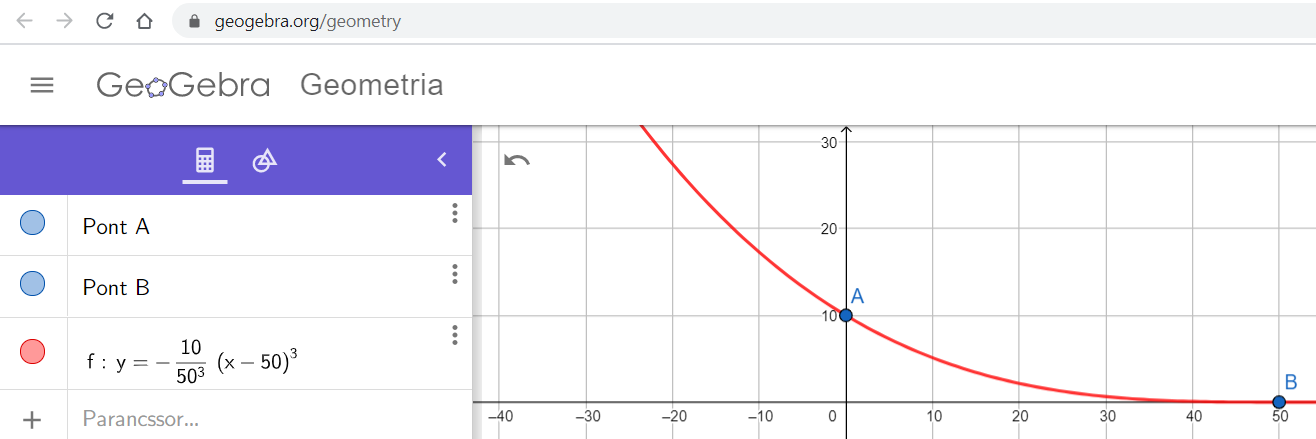 geogebra.org/geometry
GeoGebra Geometria
Pont A
Pont B
f : y = − 10/50³ (x − 50)³
+ Parancssor...
30
20
10
A
B
−40 −30 −20 −10 0 10 20 30 40 50